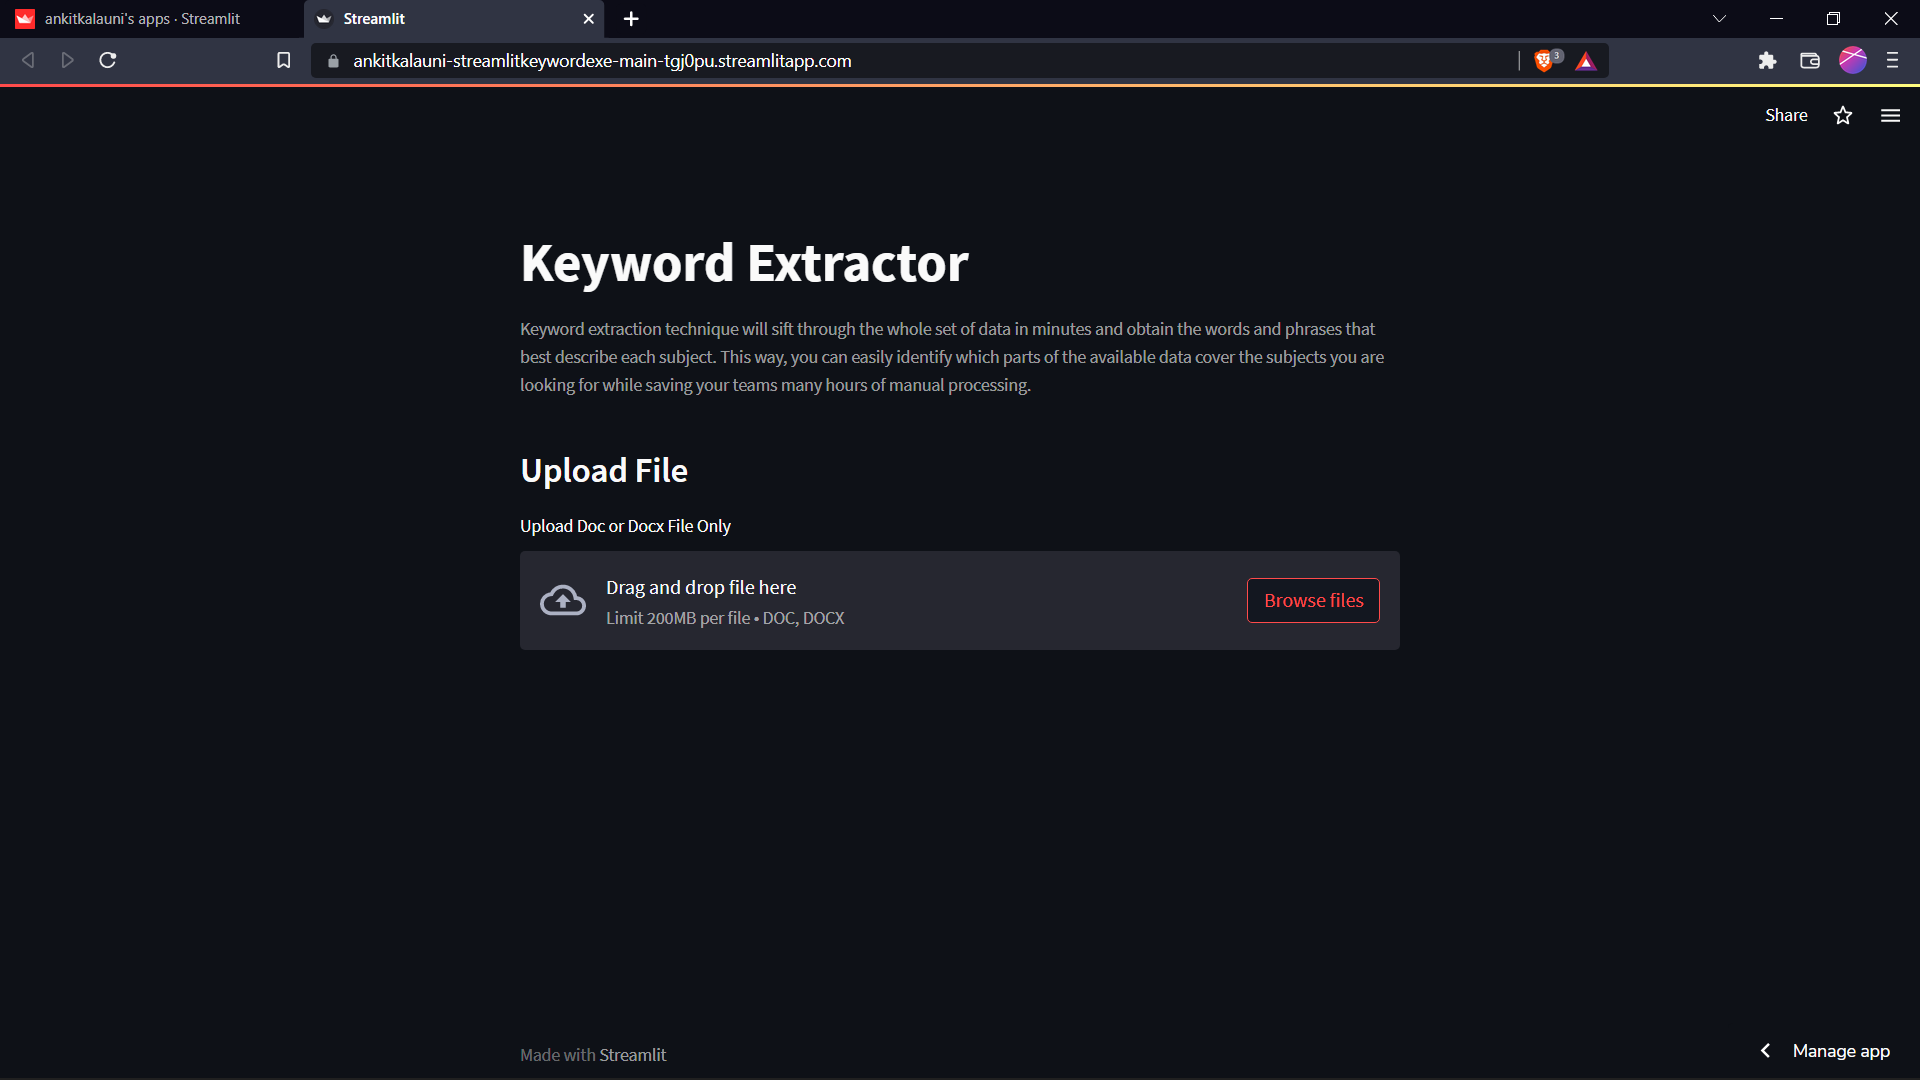 ankitkalauni's apps · Streamlit
Streamlit
ankitkalauni-streamlitkeywordexe-main-tgj0pu.streamlitapp.com
3
Share
Keyword Extractor
Keyword extraction technique will sift through the whole set of data in minutes and obtain the words and phrases that
best describe each subject. This way, you can easily identify which parts of the available data cover the subjects you are
looking for while saving your teams many hours of manual processing.
Upload File
Upload Doc or Docx File Only
Drag and drop file here
Limit 200MB per file • DOC, DOCX
Browse files
Made with Streamlit
Manage app